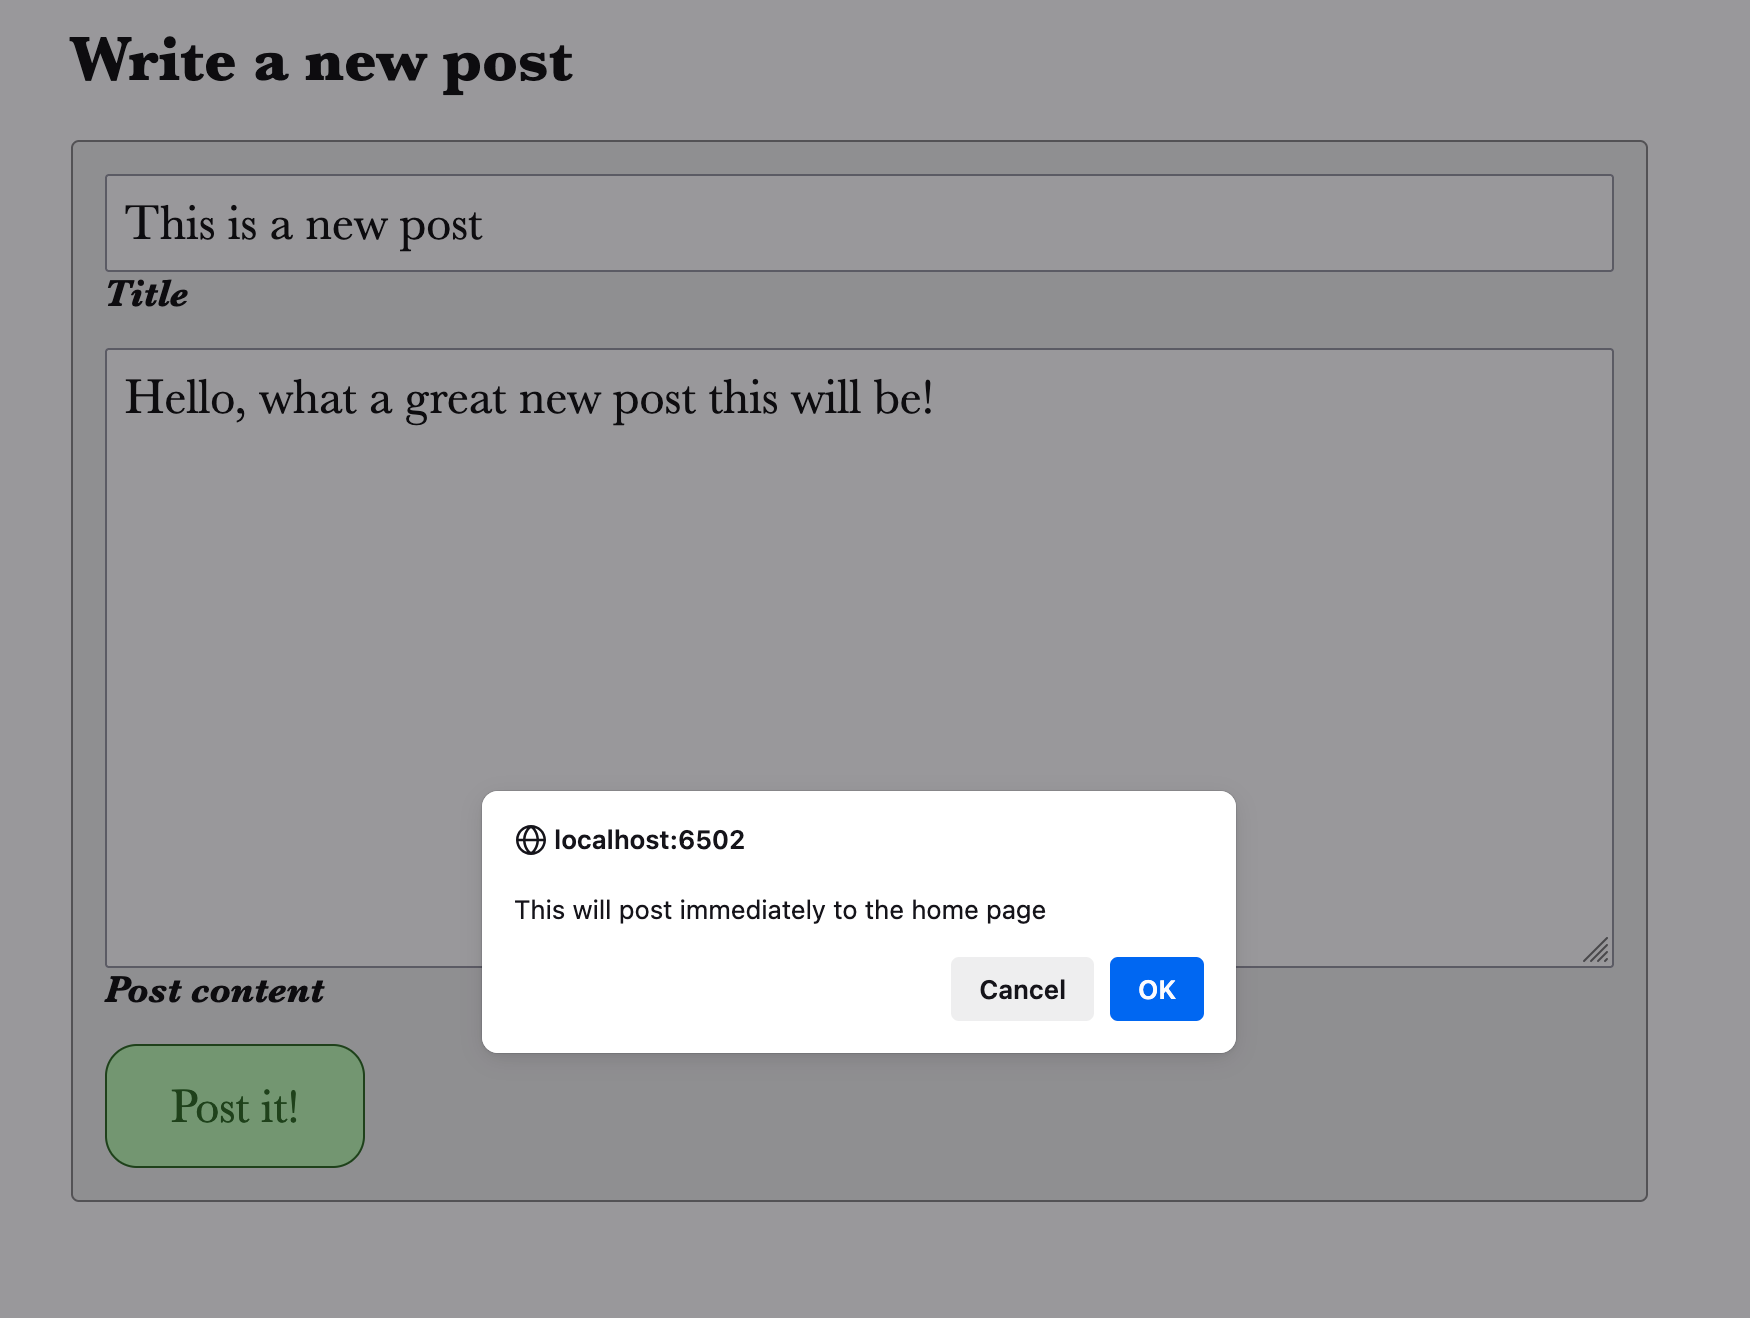 Write a new post
This is a new post
Title
Hello, what a great new post this will be!
localhost:6502
This will post immediately to the home page
Cancel
OK
Post content
Post it!